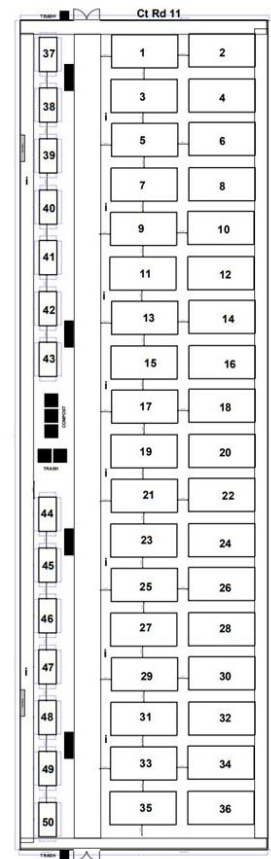 TRASH
Ct Rd 11
37
1 2
38
3 4
i
39
5 6
i
7 8
40
i
9 10
41
11 12
i
42
13 14
43
15 16
i
COMPOST
17 18
TRASH
19 20
i
44
21 22
23 24
45
i
25 26
46
27 28
i
47
i
29 30
48
31 32
i
49
33 34
50
35 36
TRASH